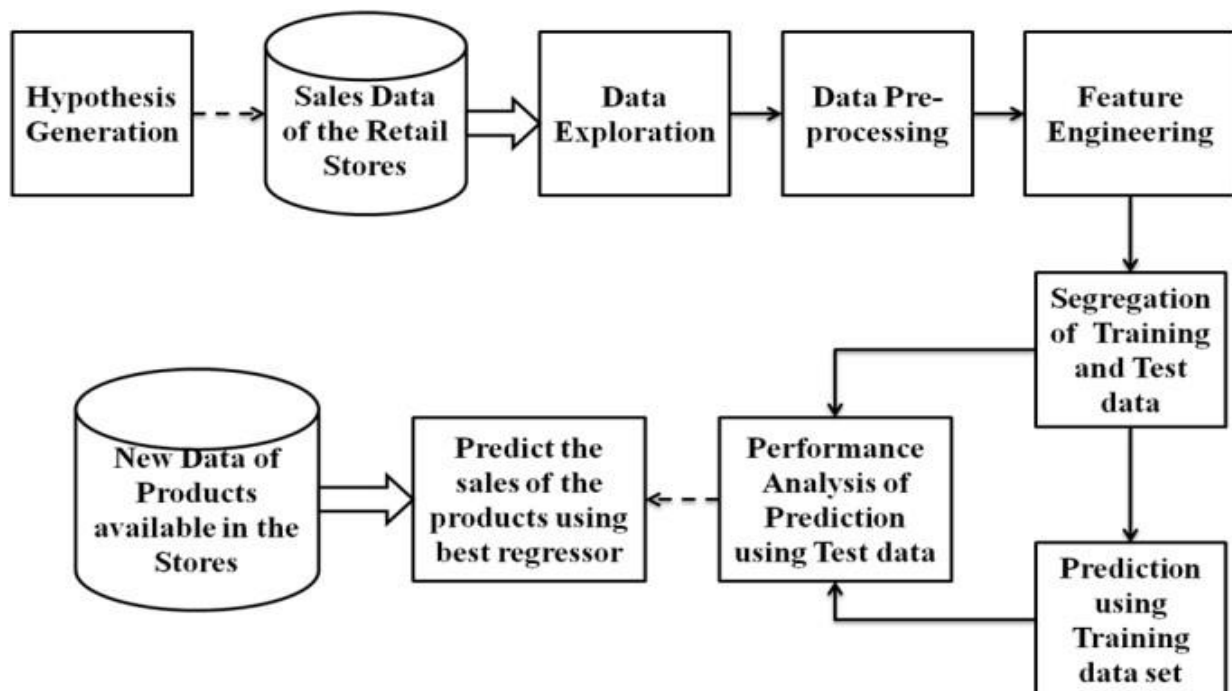 Hypothesis
Generation
Sales Data
of the Retail
Stores
Data
Exploration
Data Pre-
processing
Feature
Engineering
Segregation
of Training
and Test
data
New Data of
Products
available in the
Stores
Predict the
sales of the
products using
best regressor
Performance
Analysis of
Prediction
using Test data
Prediction
using
Training
data set